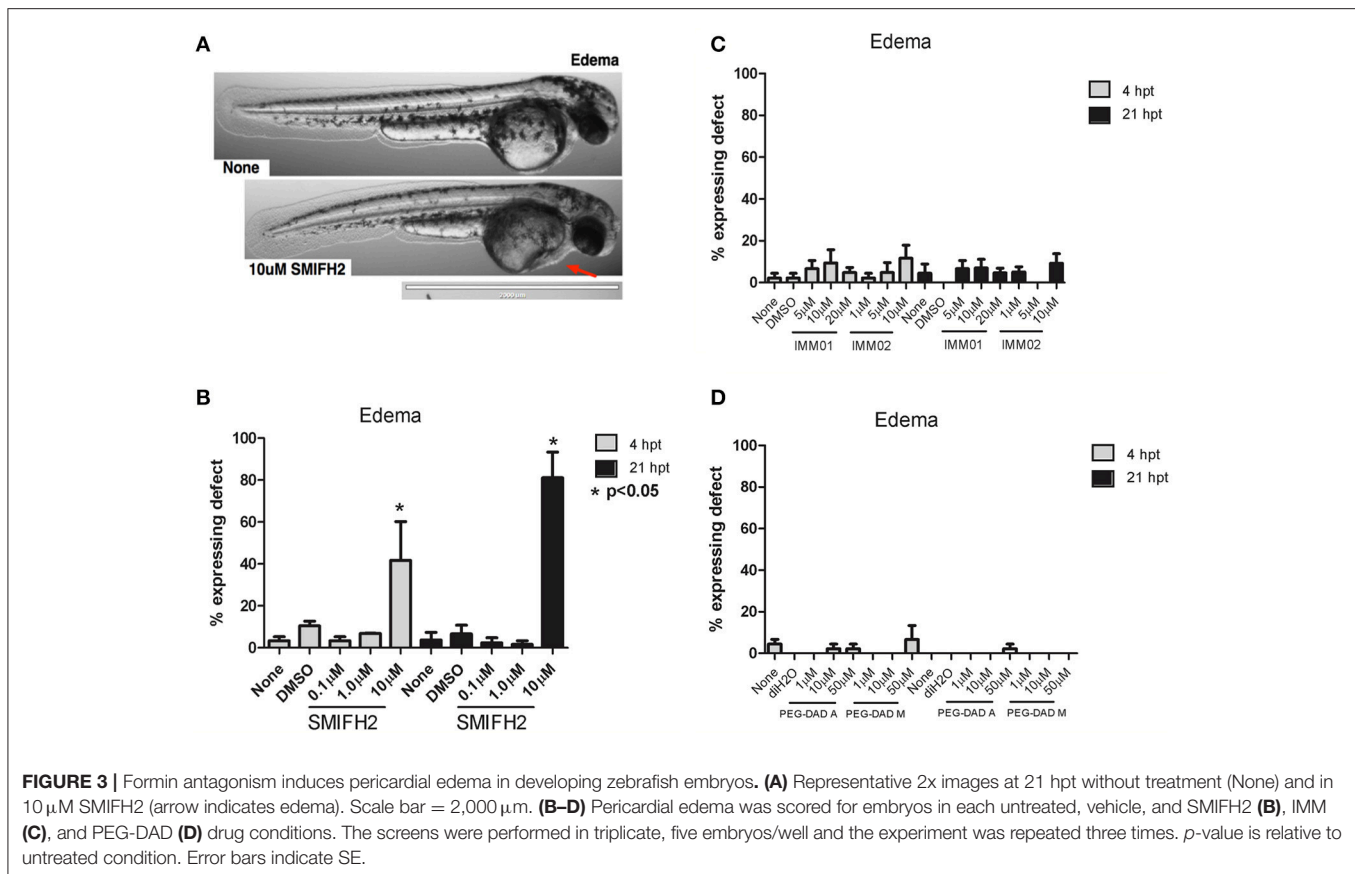 A
Edema
None
10uM SMIFH2
2000 µm
B
Edema
% expressing defect
100
80
60
40
20
0
*
*
4 hpt
21 hpt
* p<0.05
None
DMSO
0.1µM
1.0µM
10µM
None
DMSO
0.1µM
1.0µM
10µM
SMIFH2
SMIFH2
C
Edema
% expressing defect
100
80
60
40
20
0
4 hpt
21 hpt
None
DMSO
5µM
10µM
20µM
1µM
5µM
10µM
None
DMSO
5µM
10µM
20µM
1µM
5µM
10µM
IMM01
IMM02
IMM01
IMM02
D
Edema
% expressing defect
100
80
60
40
20
0
4 hpt
21 hpt
None
dIH2O
1µM
10µM
50µM
1µM
10µM
50µM
None
dIH2O
1µM
10µM
50µM
1µM
10µM
50µM
PEG-DAD A
PEG-DAD M
PEG-DAD A
PEG-DAD M
FIGURE 3 | Formin antagonism induces pericardial edema in developing zebrafish embryos. (A) Representative 2x images at 21 hpt without treatment (None) and in
10 µM SMIFH2 (arrow indicates edema). Scale bar = 2,000 µm. (B–D) Pericardial edema was scored for embryos in each untreated, vehicle, and SMIFH2 (B), IMM
(C), and PEG-DAD (D) drug conditions. The screens were performed in triplicate, five embryos/well and the experiment was repeated three times. p-value is relative to
untreated condition. Error bars indicate SE.